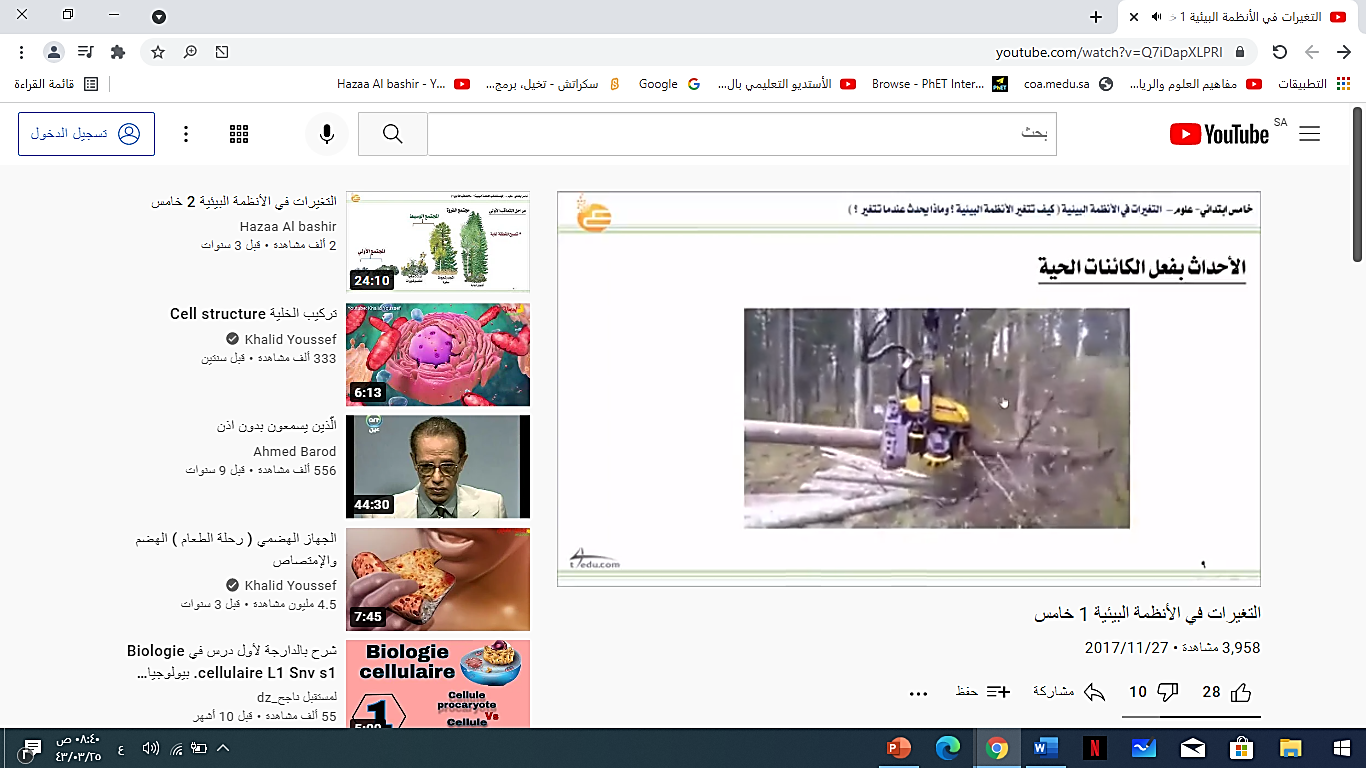 التغيرات في الأنظمة البيئية 1 >
youtube.com/watch?v=Q7iDapXLPRI
التطبيقات
مفاهيم العلوم والريا...
coa.medu.sa
Browse - PhET Inter...
الأستديو التعليمي بال...
Google
سكراتش - تخيل، برمج...
Hazaa Al bashir - Y...
قائمة القراءة
YouTube SA
بحث
تسجيل الدخول
خامس ابتدائي- علوم – التغيرات في الأنظمة البيئية ( كيف تتغير الأنظمة البيئية ؟ وماذا يحدث عندما تتغير ؟ )
الأحداث بفعل الكائنات الحية
٩
t4edu.com
التغيرات في الأنظمة البيئية 1 خامس
3,958 مشاهدة • 2017/11/27
28
10
مشاركة
حفظ
التغيرات في الأنظمة البيئية 2 خامس
Hazaa Al bashir
2 ألف مشاهدة • قبل 3 سنوات
المجتمع الأولي
24:10
تركيب الخلية Cell structure
Khalid Youssef
333 ألف مشاهدة • قبل سنتين
Youtube:Khalid Youssef
6:13
الّذين يسمعون بدون اذن
Ahmed Barod
556 ألف مشاهدة • قبل 9 سنوات
44:30
الجهاز الهضمي ( رحلة الطعام ) الهضم
والإمتصاص
Khalid Youssef
4.5 مليون مشاهدة • قبل 3 سنوات
7:45
شرح بالدارجة لأول درس في Biologie
cellulaire L1 Snv s1. بيولوجيا...
لمستقبل ناجح_dz
55 ألف مشاهدة • قبل 10 أشهر
Biologie
cellulaire
Cellule
procaryote
Vs
Cellule
1
٠٨:٤٠ ص
٤٣/٠٣/٢٥
ع